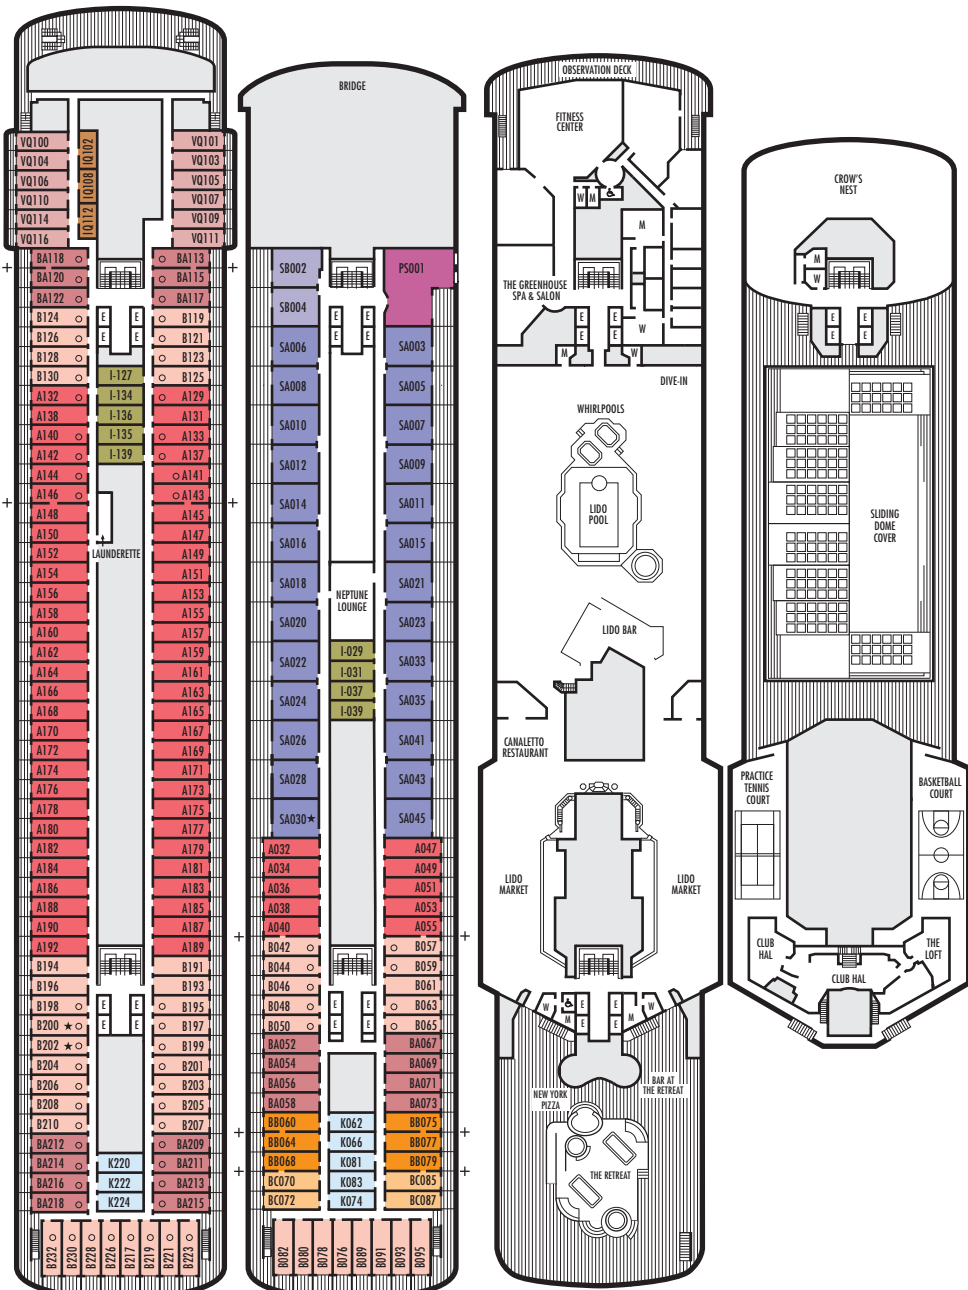 VQ100
VQ104
VQ106
VQ110
VQ114
VQ116
IQ102
IQ108
IQ112
VQ101
VQ103
VQ105
VQ107
VQ109
VQ111
BA118
BA120
BA122
B124
B126
B128
B130
A132
A138
A140
A142
A144
A146
A148
A150
A152
A154
A156
A158
A160
A162
A164
A166
A168
A170
A172
A174
A176
A178
A180
A182
A184
A186
A188
A190
A192
B194
B196
B198
B200 ★
B202 ★
B204
B206
B208
B210
BA212
BA214
BA216
BA218
E E
E E
I-127
I-134
I-136
I-135
I-139
LAUNDERETTE
E E
E E
K220
K222
K224
BA113
BA115
BA117
B119
B121
B123
B125
A129
A131
A133
A137
A141
A143
A145
A147
A149
A151
A153
A155
A157
A159
A161
A163
A165
A167
A169
A171
A173
A175
A177
A179
A181
A183
A185
A187
A189
B191
B193
B195
B197
B199
B201
B203
B205
B207
BA209
BA211
BA213
BA215
B232
B230
B228
B226
B217
B219
B221
B223
BRIDGE
SB002
SB004
SA006
SA008
SA010
SA012
SA014
SA016
SA018
SA020
SA022
SA024
SA026
SA028
SA030★
A032
A034
A036
A038
A040
B042
B044
B046
B048
B050
BA052
BA054
BA056
BA058
BB060
BB064
BB068
BC070
BC072
E E
E E
NEPTUNE
LOUNGE
I-029
I-031
I-037
I-039
E E
E E
K062
K066
K081
K083
K074
PS001
SA003
SA005
SA007
SA009
SA011
SA015
SA021
SA023
SA033
SA035
SA041
SA043
SA045
A047
A049
A051
A053
A055
B057
B059
B061
B063
B065
BA067
BA069
BA071
BA073
BB075
BB077
BB079
BC085
BC087
B082
B080
B078
B076
B089
B091
B093
B095
OBSERVATION DECK
FITNESS
CENTER
W M
M
THE GREENHOUSE
SPA & SALON
E E
E E
W
M
W
DIVE-IN
WHIRLPOOLS
LIDO
POOL
LIDO BAR
CANALETTO
RESTAURANT
LIDO
MARKET
LIDO
MARKET
W W
M M
E E
E E
NEW YORK
PIZZA
BAR AT
THE RETREAT
THE RETREAT
CROW'S
NEST
M
W
E E
E E
SLIDING
DOME
COVER
PRACTICE
TENNIS
COURT
BASKETBALL
COURT
CLUB
HAL
THE
LOFT
CLUB HAL